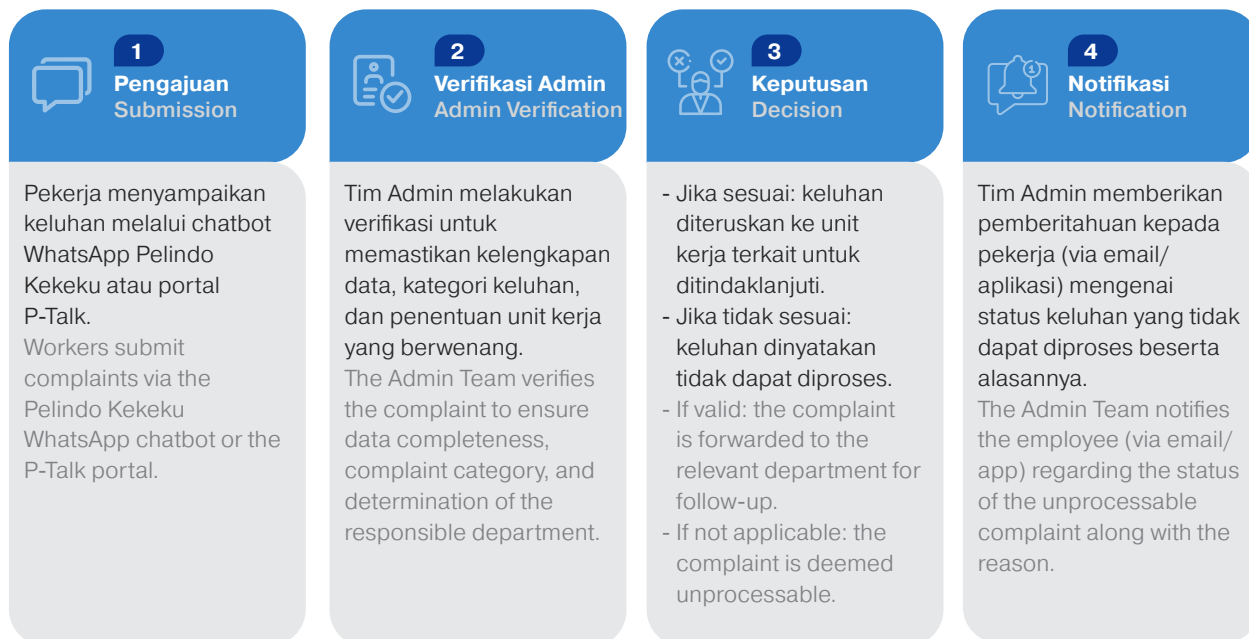 1
Pengajuan
Submission
Pekerja menyampaikan
keluhan melalui chatbot
WhatsApp Pelindo
Kekeku atau portal
P-Talk.
Workers submit
complaints via the
Pelindo Kekeku
WhatsApp chatbot or the
P-Talk portal.
2
Verifikasi Admin
Admin Verification
Tim Admin melakukan
verifikasi untuk
memastikan kelengkapan
data, kategori keluhan,
dan penentuan unit kerja
yang berwenang.
The Admin Team verifies
the complaint to ensure
data completeness,
complaint category, and
determination of the
responsible department.
3
Keputusan
Decision
- Jika sesuai: keluhan
diteruskan ke unit
kerja terkait untuk
ditindaklanjuti.
- Jika tidak sesuai:
keluhan dinyatakan
tidak dapat diproses.
- If valid: the complaint
is forwarded to the
relevant department for
follow-up.
- If not applicable: the
complaint is deemed
unprocessable.
4
1
Notifikasi
Notification
Tim Admin memberikan
pemberitahuan kepada
pekerja (via email/
aplikasi) mengenai
status keluhan yang tidak
dapat diproses beserta
alasannya.
The Admin Team notifies
the employee (via email/
app) regarding the status
of the unprocessable
complaint along with the
reason.